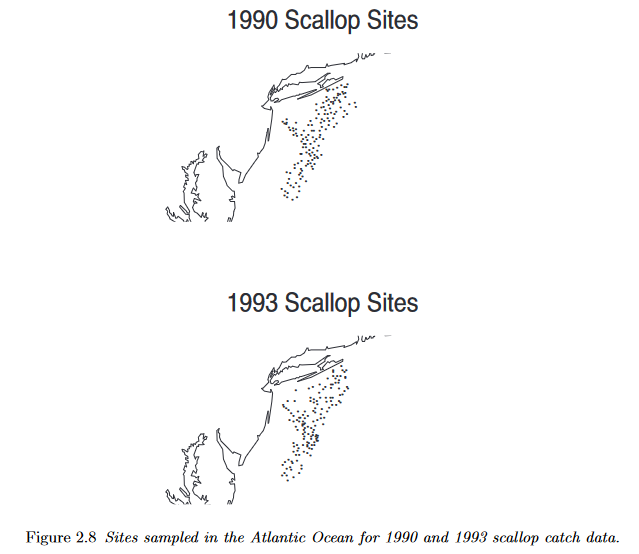 1990 Scallop Sites
1993 Scallop Sites
Figure 2.8 Sites sampled in the Atlantic Ocean for 1990 and 1993 scallop catch data.